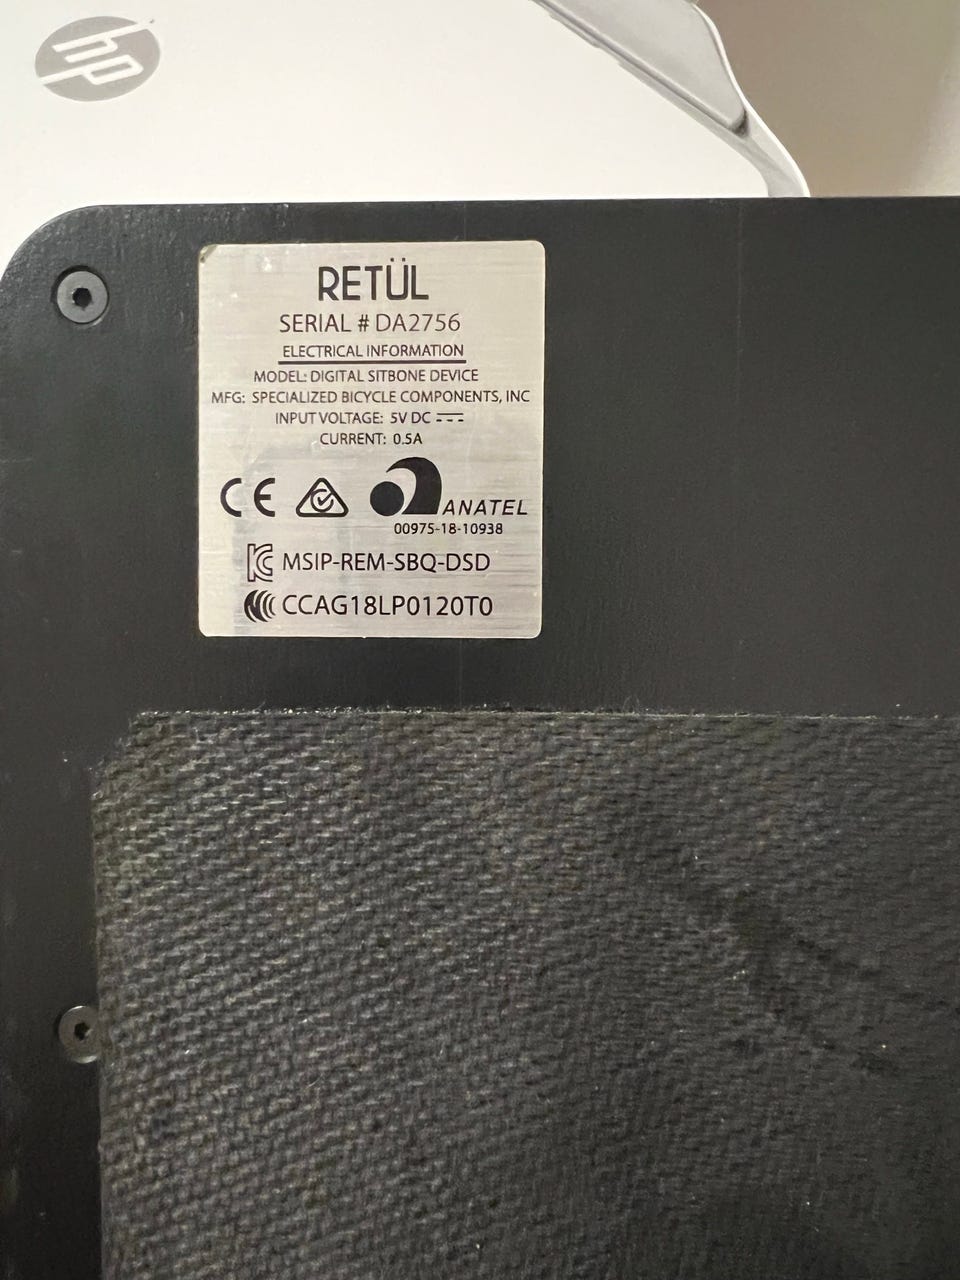 RETÜL
SERIAL # DA2756
ELECTRICAL INFORMATION
MODEL: DIGITAL SITBONE DEVICE
MFG: SPECIALIZED BICYCLE COMPONENTS, INC
INPUT VOLTAGE: 5V DC
CURRENT: 0.5A
CE
ANATEL
00975-18-10938
MSIP-REM-SBQ-DSD
CCAG18LP0120T0